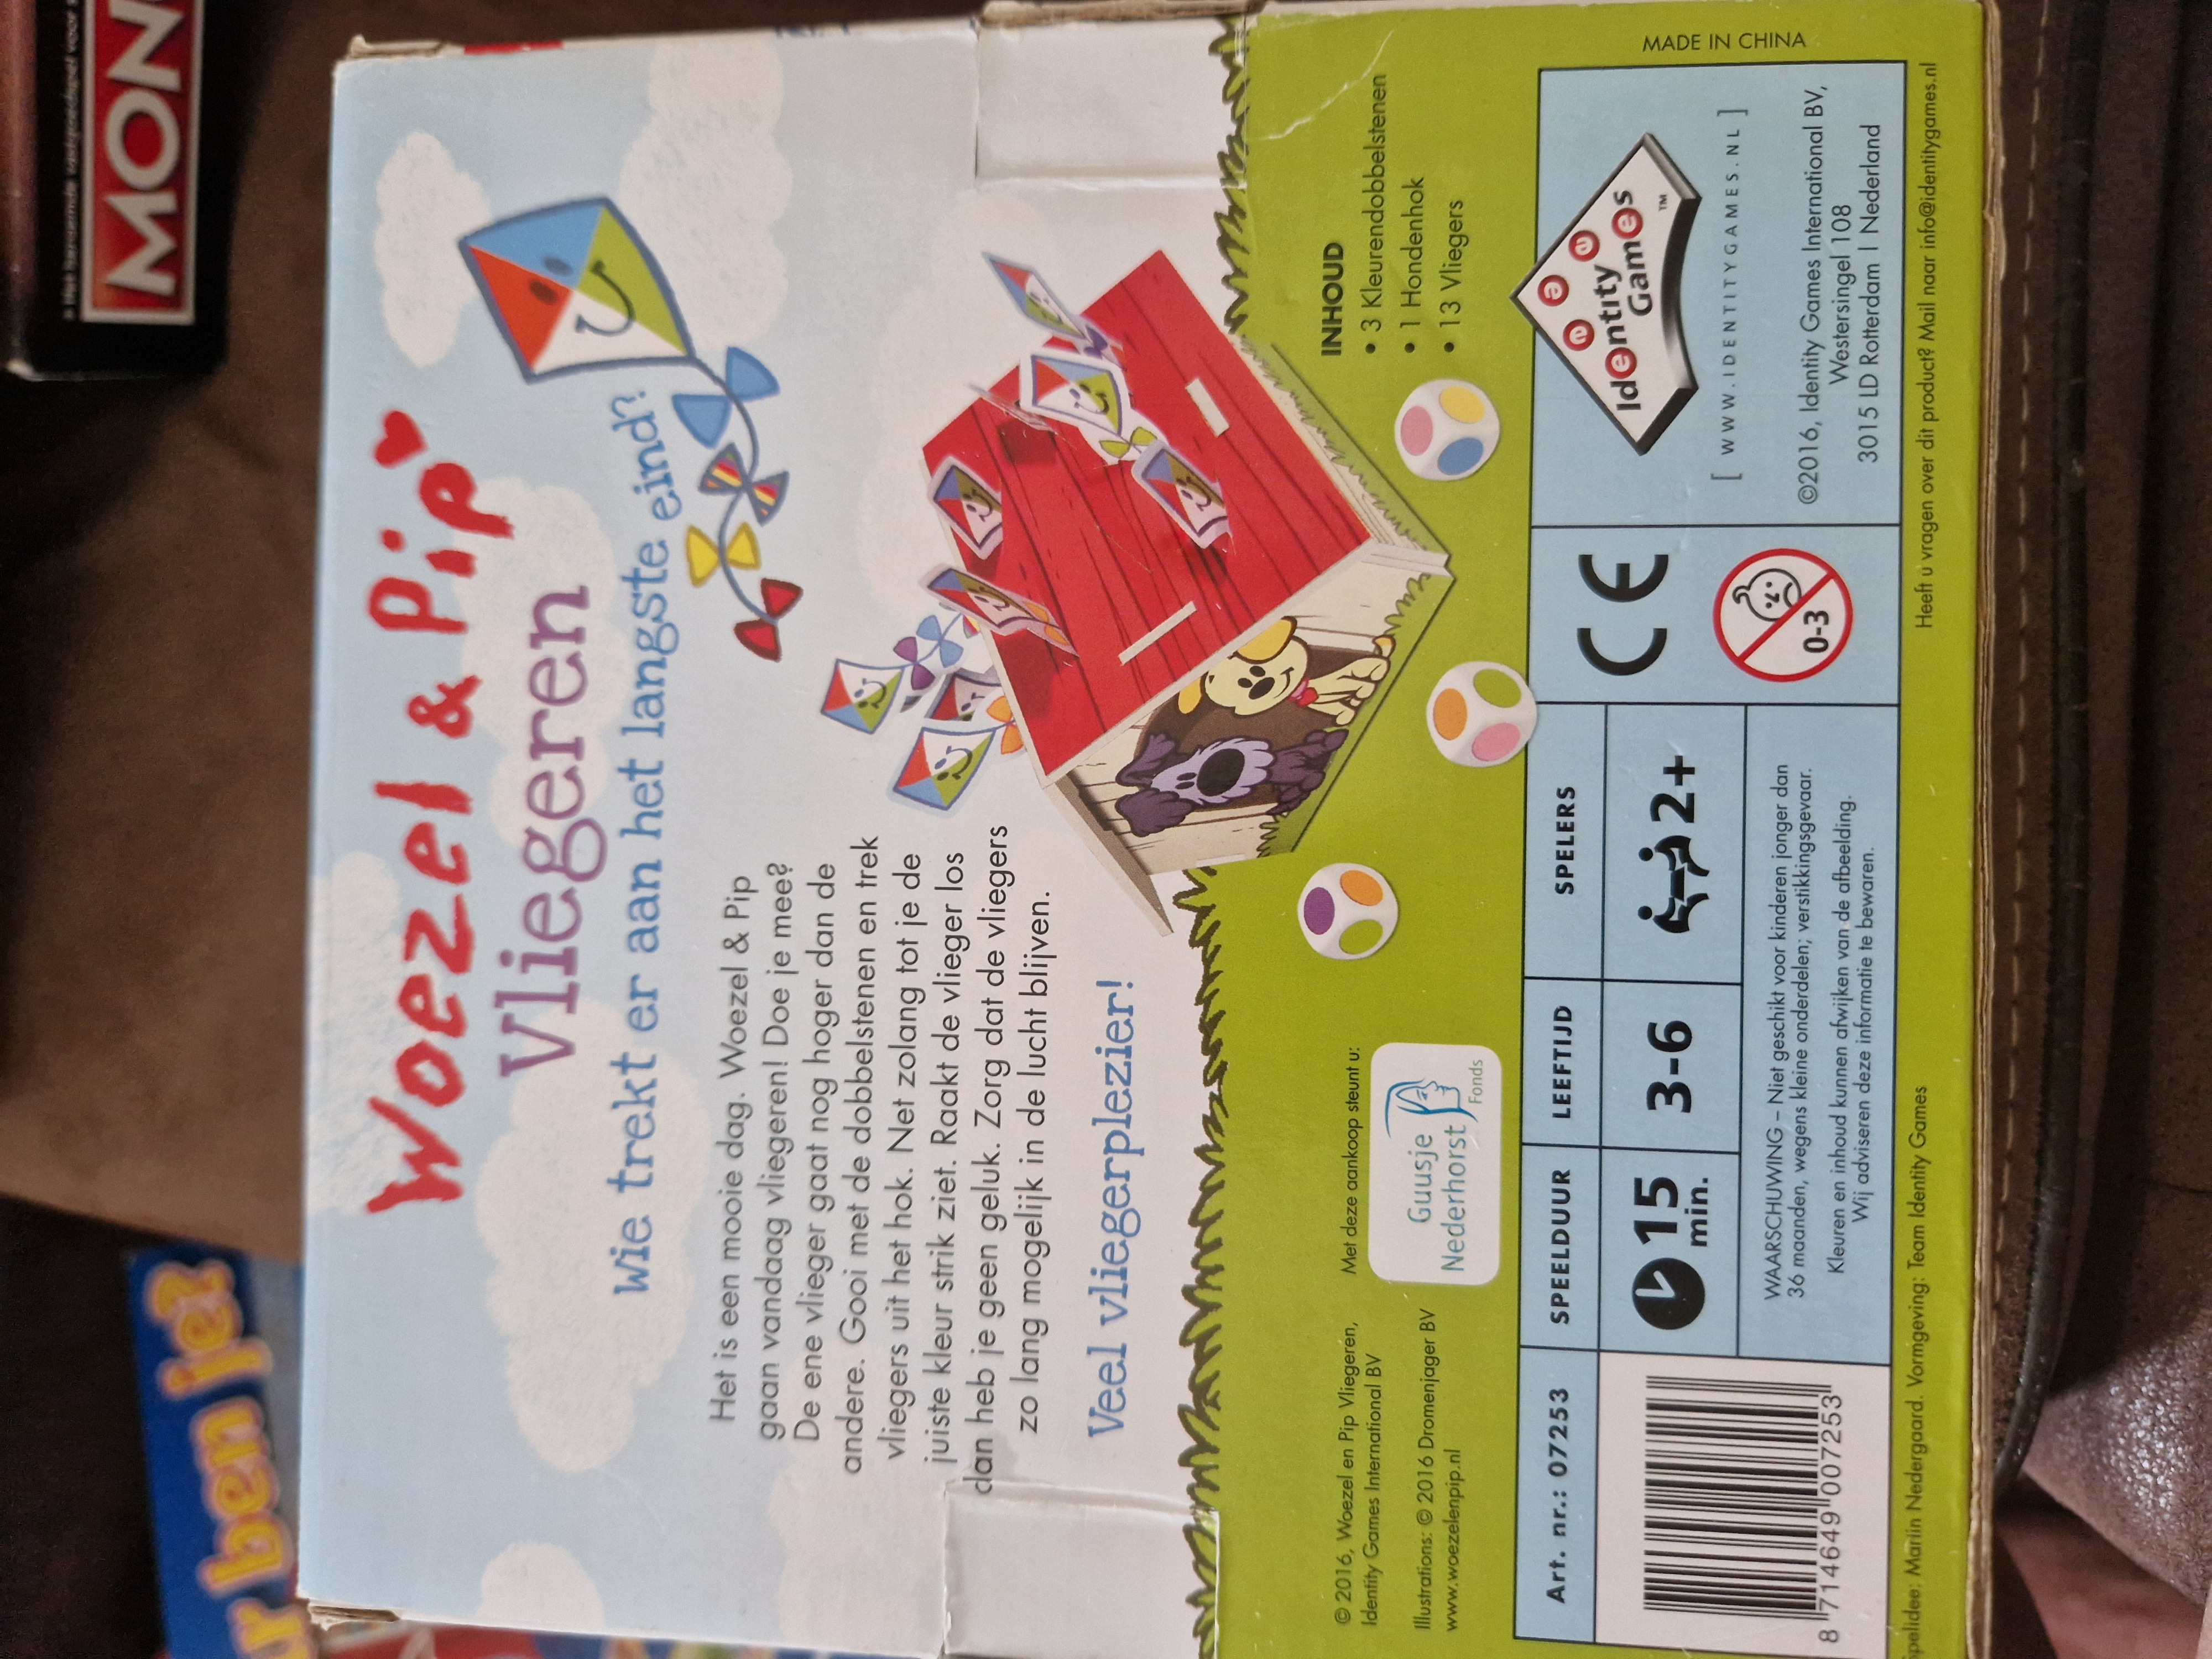 MON
r ben je?
Woezel & Pip
Vliegeren
Wie trekt er aan het langste eind?
Het is een mooie dag. Woezel & Pip
gaan vandaag vliegeren! Doe je mee?
De ene vlieger gaat nog hoger dan de
andere. Gooi met de dobbelstenen en trek
vliegers uit het hok. Net zolang tot je de
juiste kleur strik ziet. Raakt de vlieger los
dan heb je geen geluk. Zorg dat de vliegers
zo lang mogelijk in de lucht blijven.
Veel vliegerplezier!
INHOUD
• 3 Kleurendobbelstenen
• 1 Hondenhok
• 13 Vliegers
© 2016, Woezel en Pip Vliegeren,
Identity Games International BV
Illustrations: © 2016 Dromenjager BV
www.woezelenpip.nl
Met deze aankoop steunt u:
Guusje
Nederhorst
Fonds
Art. nr.: 07253
8 714649 007253
SPEELDUUR
15
min.
LEEFTIJD
3-6
SPELERS
2+
WAARSCHUWING – Niet geschikt voor kinderen jonger dan
36 maanden, wegens kleine onderdelen; verstikkingsgevaar.
Kleuren en inhoud kunnen afwijken van de afbeelding.
Wij adviseren deze informatie te bewaren.
CE
0-3
Identity
Games
TM
[ WWW.IDENTITYGAMES.NL ]
©2016, Identity Games International BV,
Westersingel 108
3015 LD Rotterdam | Nederland
MADE IN CHINA
pelidee: Martin Nedergaard. Vormgeving: Team Identity Games
Heeft u vragen over dit product? Mail naar info@identitygames.nl